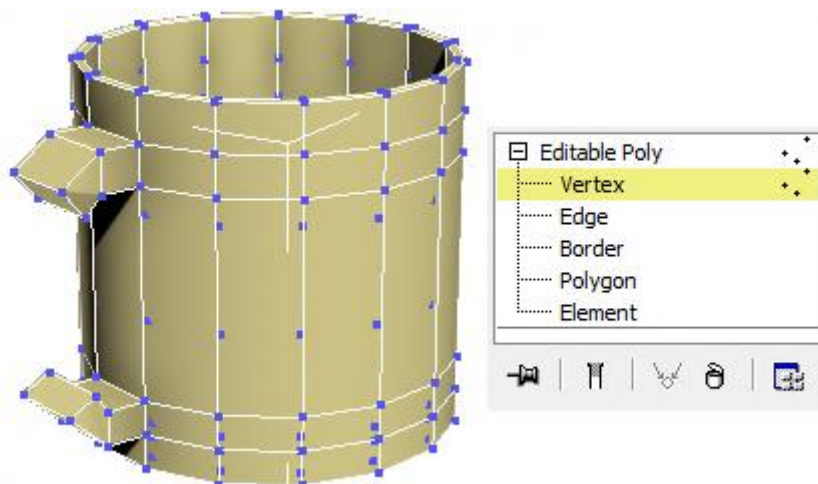 Editable Poly
Vertex
Edge
Border
Polygon
Element